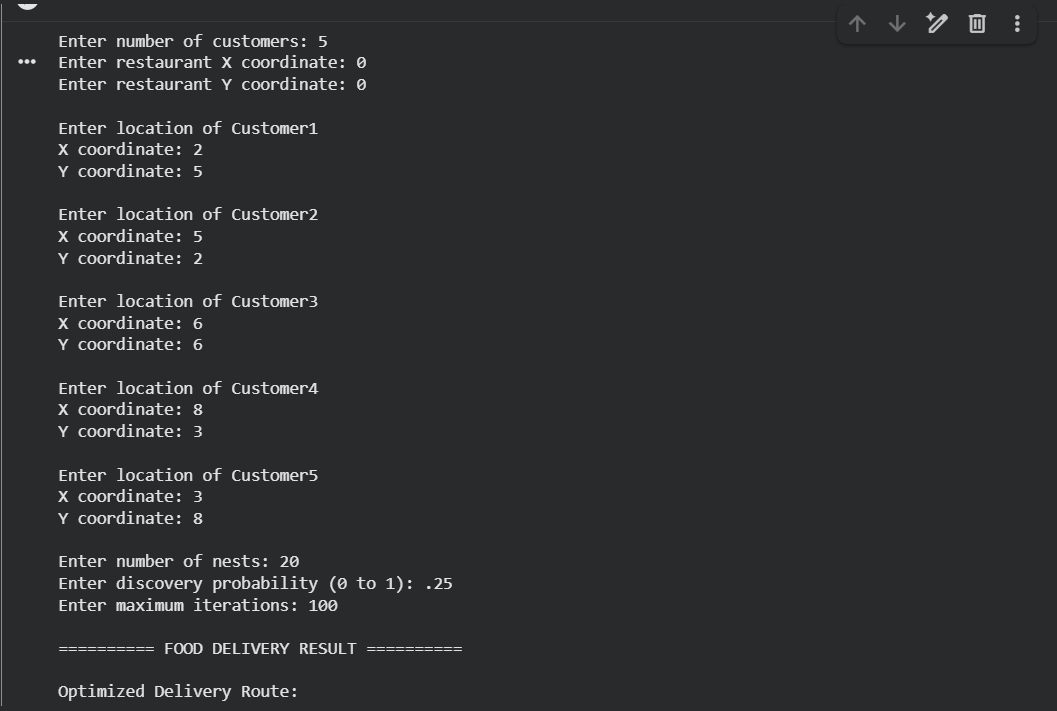 Enter number of customers: 5
Enter restaurant X coordinate: 0
Enter restaurant Y coordinate: 0
Enter location of Customer1
X coordinate: 2
Y coordinate: 5
Enter location of Customer2
X coordinate: 5
Y coordinate: 2
Enter location of Customer3
X coordinate: 6
Y coordinate: 6
Enter location of Customer4
X coordinate: 8
Y coordinate: 3
Enter location of Customer5
X coordinate: 3
Y coordinate: 8
Enter number of nests: 20
Enter discovery probability (0 to 1): .25
Enter maximum iterations: 100
========== FOOD DELIVERY RESULT ==========
Optimized Delivery Route: